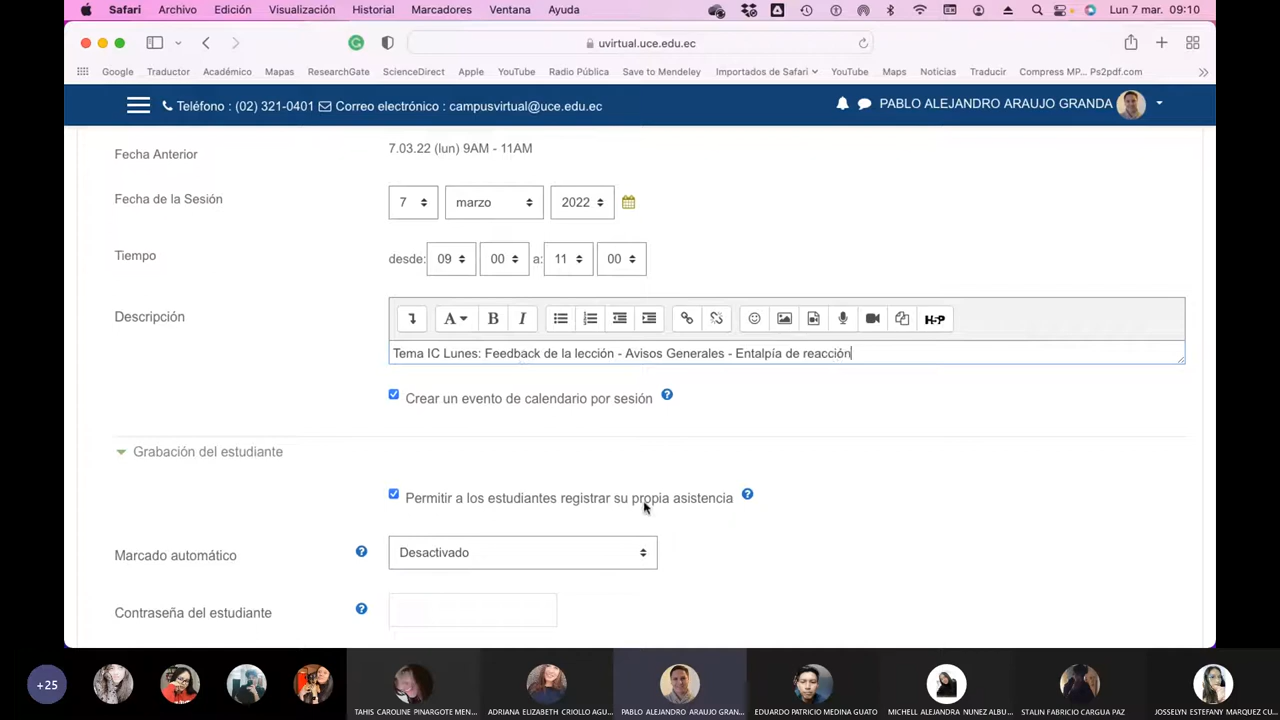 Safari Archivo Edición Visualización Historial Marcadores Ventana Ayuda Lun 7 mar. 09:10
uvirtual.uce.edu.ec
Google Traductor Académico Mapas ResearchGate ScienceDirect Apple YouTube Radio Pública Save to Mendeley Importados de Safari YouTube Maps Noticias Traducir Compress MP... Ps2pdf.com
Teléfono : (02) 321-0401 Correo electrónico : campusvirtual@uce.edu.ec PABLO ALEJANDRO ARAUJO GRANDA
Fecha Anterior 7.03.22 (lun) 9AM - 11AM
Fecha de la Sesión 7 marzo 2022
Tiempo desde: 09 00 a: 11 00
Descripción A B I H-P
Tema IC Lunes: Feedback de la lección - Avisos Generales - Entalpía de reacción
Crear un evento de calendario por sesión
Grabación del estudiante
Permitir a los estudiantes registrar su propia asistencia
Marcado automático Desactivado
Contraseña del estudiante
+25
TAHIS CAROLINE PINARGOTE MEN... ADRIANA ELIZABETH CRIOLLO AGU... PABLO ALEJANDRO ARAUJO GRAN... EDUARDO PATRICIO MEDINA GUATO MICHELL ALEJANDRA NUNEZ ALBU... STALIN FABRICIO CARGUA PAZ JOSSELYN ESTEFANY MARQUEZ CU...